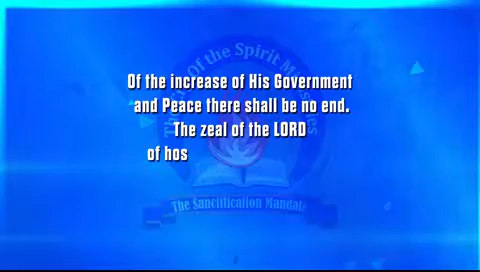 of the Spirit
Of the increase of His Government
and Peace there shall be no end.
The zeal of the LORD
of hos
The Sanctification Mandate